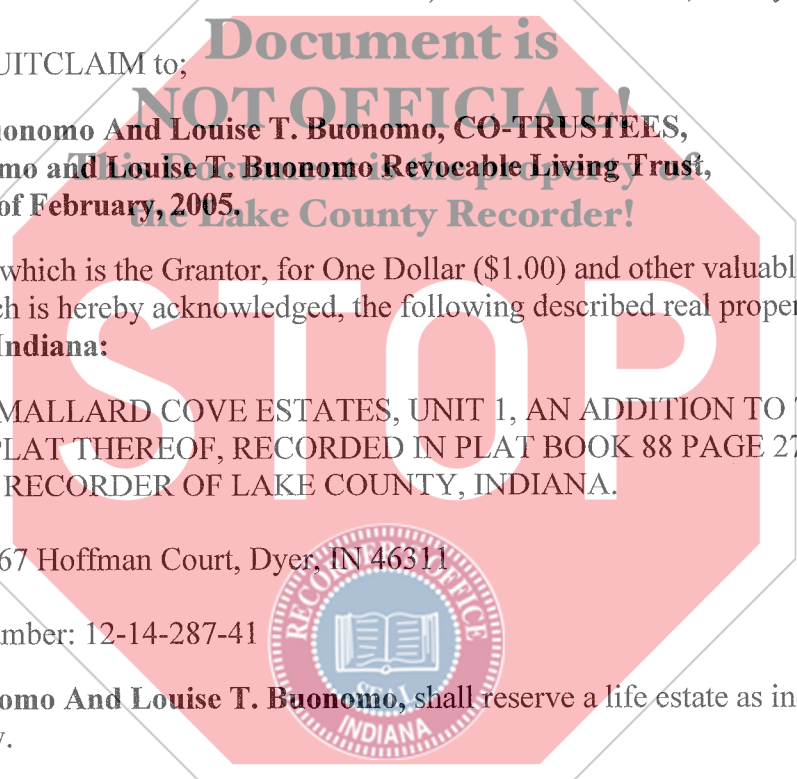 Document is
UITCLAIM to;
NOT OFFICIAL!
uonomo And Louise T. Buonomo, CO-TRUSTEES,
This Document is the property of
mo and Louise T. Buonomo Revocable Living Trust,
of February, 2005.
the Lake County Recorder!
which is the Grantor, for One Dollar ($1.00) and other valuabl
ch is hereby acknowledged, the following described real proper
Indiana:
STOP
MALLARD COVE ESTATES, UNIT 1, AN ADDITION TO
PLAT THEREOF, RECORDED IN PLAT BOOK 88 PAGE 27
RECORDER OF LAKE COUNTY, INDIANA.
67 Hoffman Court, Dyer, IN 46311
RECORDER'S OFFICE
SEAL
INDIANA
umber: 12-14-287-41
omo And Louise T. Buonomo, shall reserve a life estate as in
y.